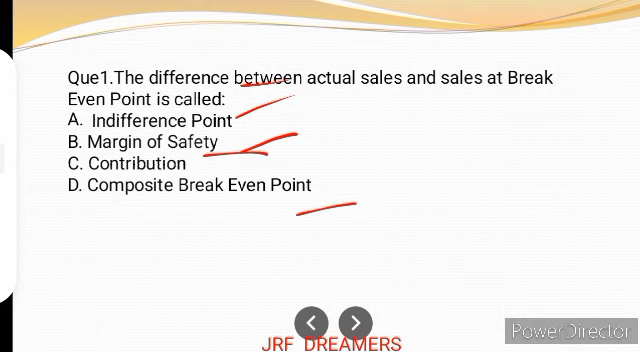 Que1.The difference between actual sales and sales at Break
Even Point is called:
A. Indifference Point
B. Margin of Safety
C. Contribution
D. Composite Break Even Point
JRF DREAMERS
PowerDirector